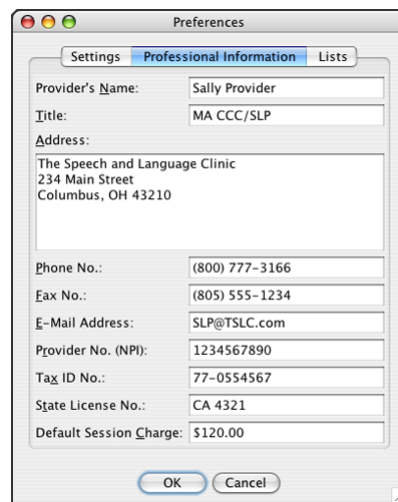 Preferences
Settings Professional Information Lists
Provider's Name: Sally Provider
Title: MA CCC/SLP
Address:
The Speech and Language Clinic
234 Main Street
Columbus, OH 43210
Phone No.: (800) 777-3166
Fax No.: (805) 555-1234
E-Mail Address: SLP@TSLC.com
Provider No. (NPI): 1234567890
Tax ID No.: 77-0554567
State License No.: CA 4321
Default Session Charge: $120.00
OK Cancel